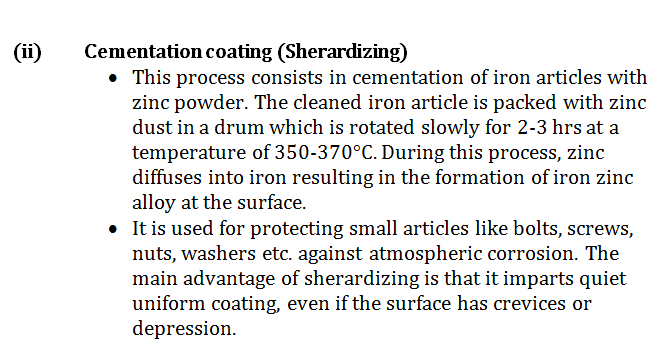 (ii) Cementation coating (Sherardizing)
• This process consists in cementation of iron articles with
zinc powder. The cleaned iron article is packed with zinc
dust in a drum which is rotated slowly for 2-3 hrs at a
temperature of 350-370°C. During this process, zinc
diffuses into iron resulting in the formation of iron zinc
alloy at the surface.
• It is used for protecting small articles like bolts, screws,
nuts, washers etc. against atmospheric corrosion. The
main advantage of sherardizing is that it imparts quiet
uniform coating, even if the surface has crevices or
depression.